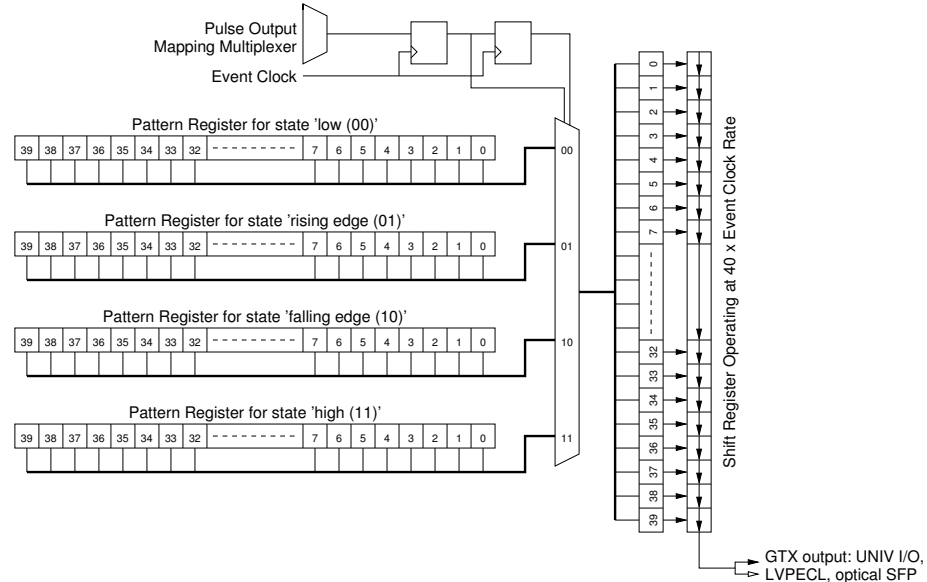 Pulse Output
Mapping Multiplexer
Event Clock
Pattern Register for state 'low (00)'
39 38 37 36 35 34 33 32 7 6 5 4 3 2 1 0
Pattern Register for state 'rising edge (01)'
39 38 37 36 35 34 33 32 7 6 5 4 3 2 1 0
Pattern Register for state 'falling edge (10)'
39 38 37 36 35 34 33 32 7 6 5 4 3 2 1 0
Pattern Register for state 'high (11)'
39 38 37 36 35 34 33 32 7 6 5 4 3 2 1 0
00
01
10
11
0
1
2
3
4
5
6
7
32
33
34
35
36
37
38
39
Shift Register Operating at 40 x Event Clock Rate
GTX output: UNIV I/O,
LVPECL, optical SFP